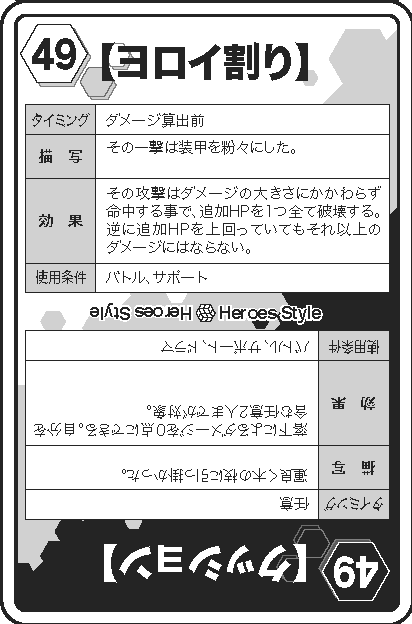 49
【ヨロイ割り】
タイミング ダメージ算出前
描 写 その一撃は装甲を粉々にした。
効 果 その攻撃はダメージの大きさにかかわらず
命中する事で、追加HPを1つ全て破壊する。
逆に追加HPを上回っていてもそれ以上の
ダメージにはならない。
使用条件 バトル、サポート
Heroes Style Heroes Style
49
【クッション】
タイミング 任意
描 写 運良く木の枝に引っ掛かった。
効 果 落下によるダメージを0点にできる。自分を
含む任意2人までが対象。
使用条件 バトル、サポート、ドラマ